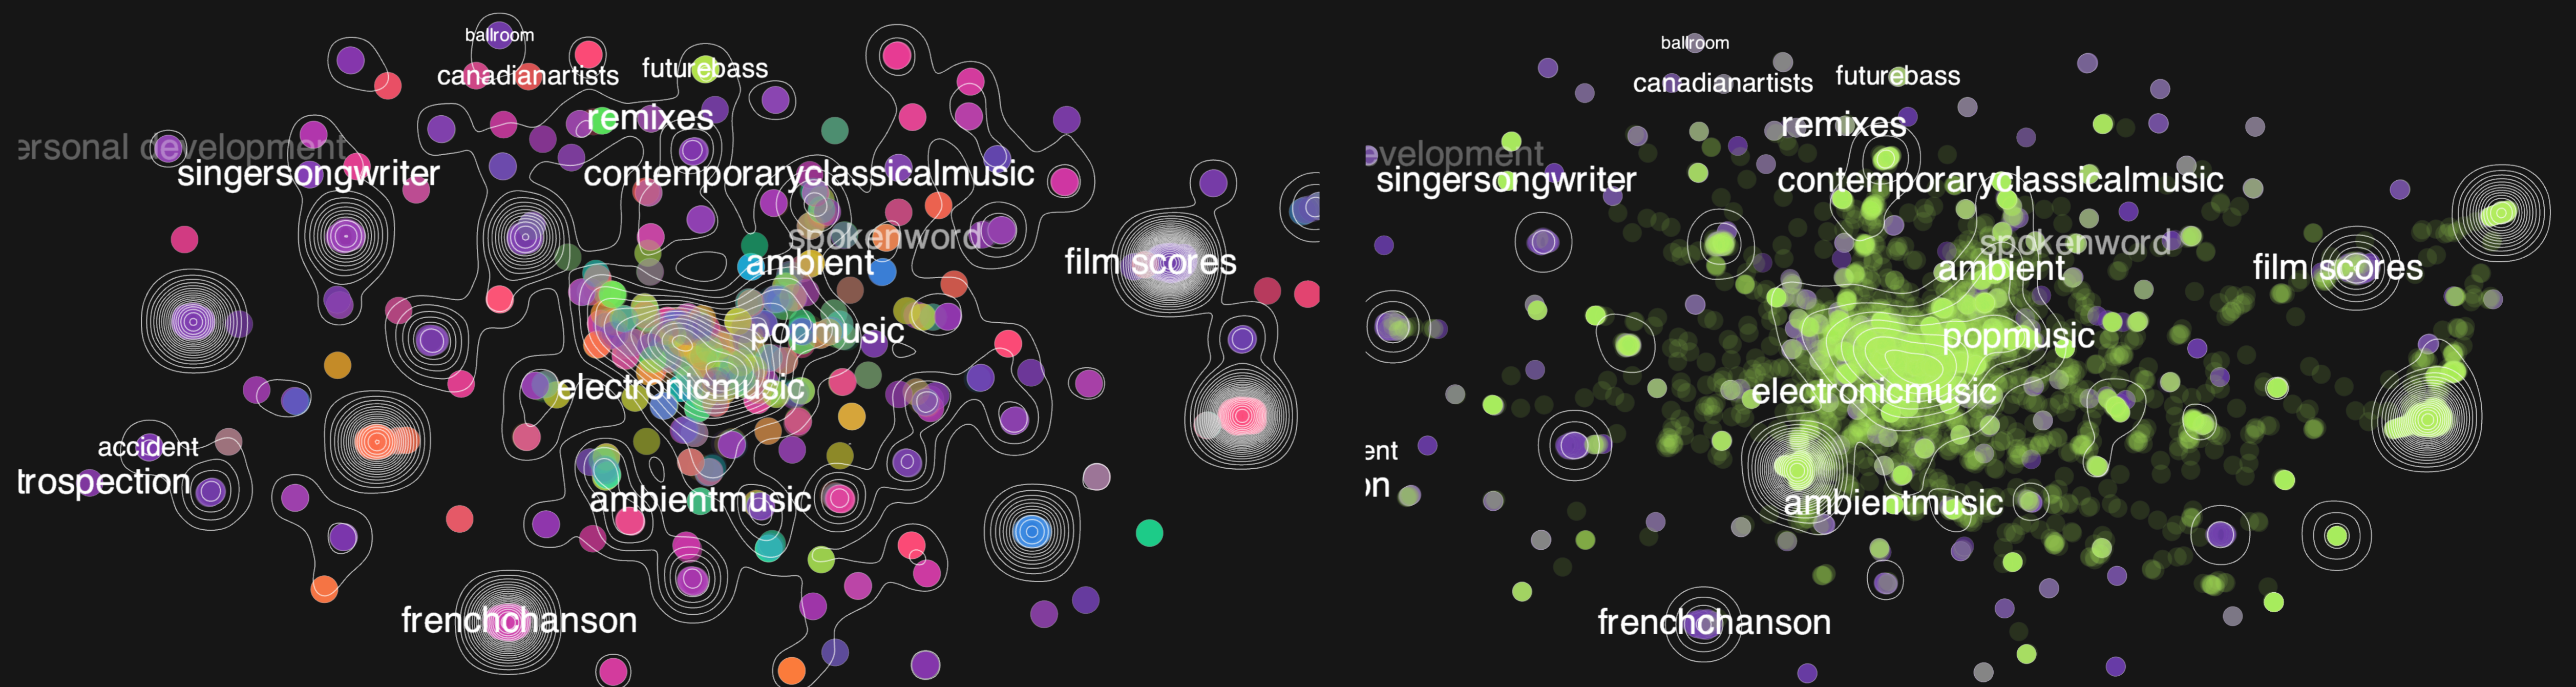 ballroom
canadianartists
futurebass
remixes
ersonal development
singersongwriter
contemporaryclassicalmusic
spokenword
ambient
film scores
popmusic
electronicmusic
accident
trospection
ambientmusic
frenchchanson
ballroom
canadianartists
futurebass
remixes
evelopment
singersongwriter
contemporaryclassicalmusic
spokenword
ambient
film scores
popmusic
electronicmusic
ent
on
ambientmusic
frenchchanson